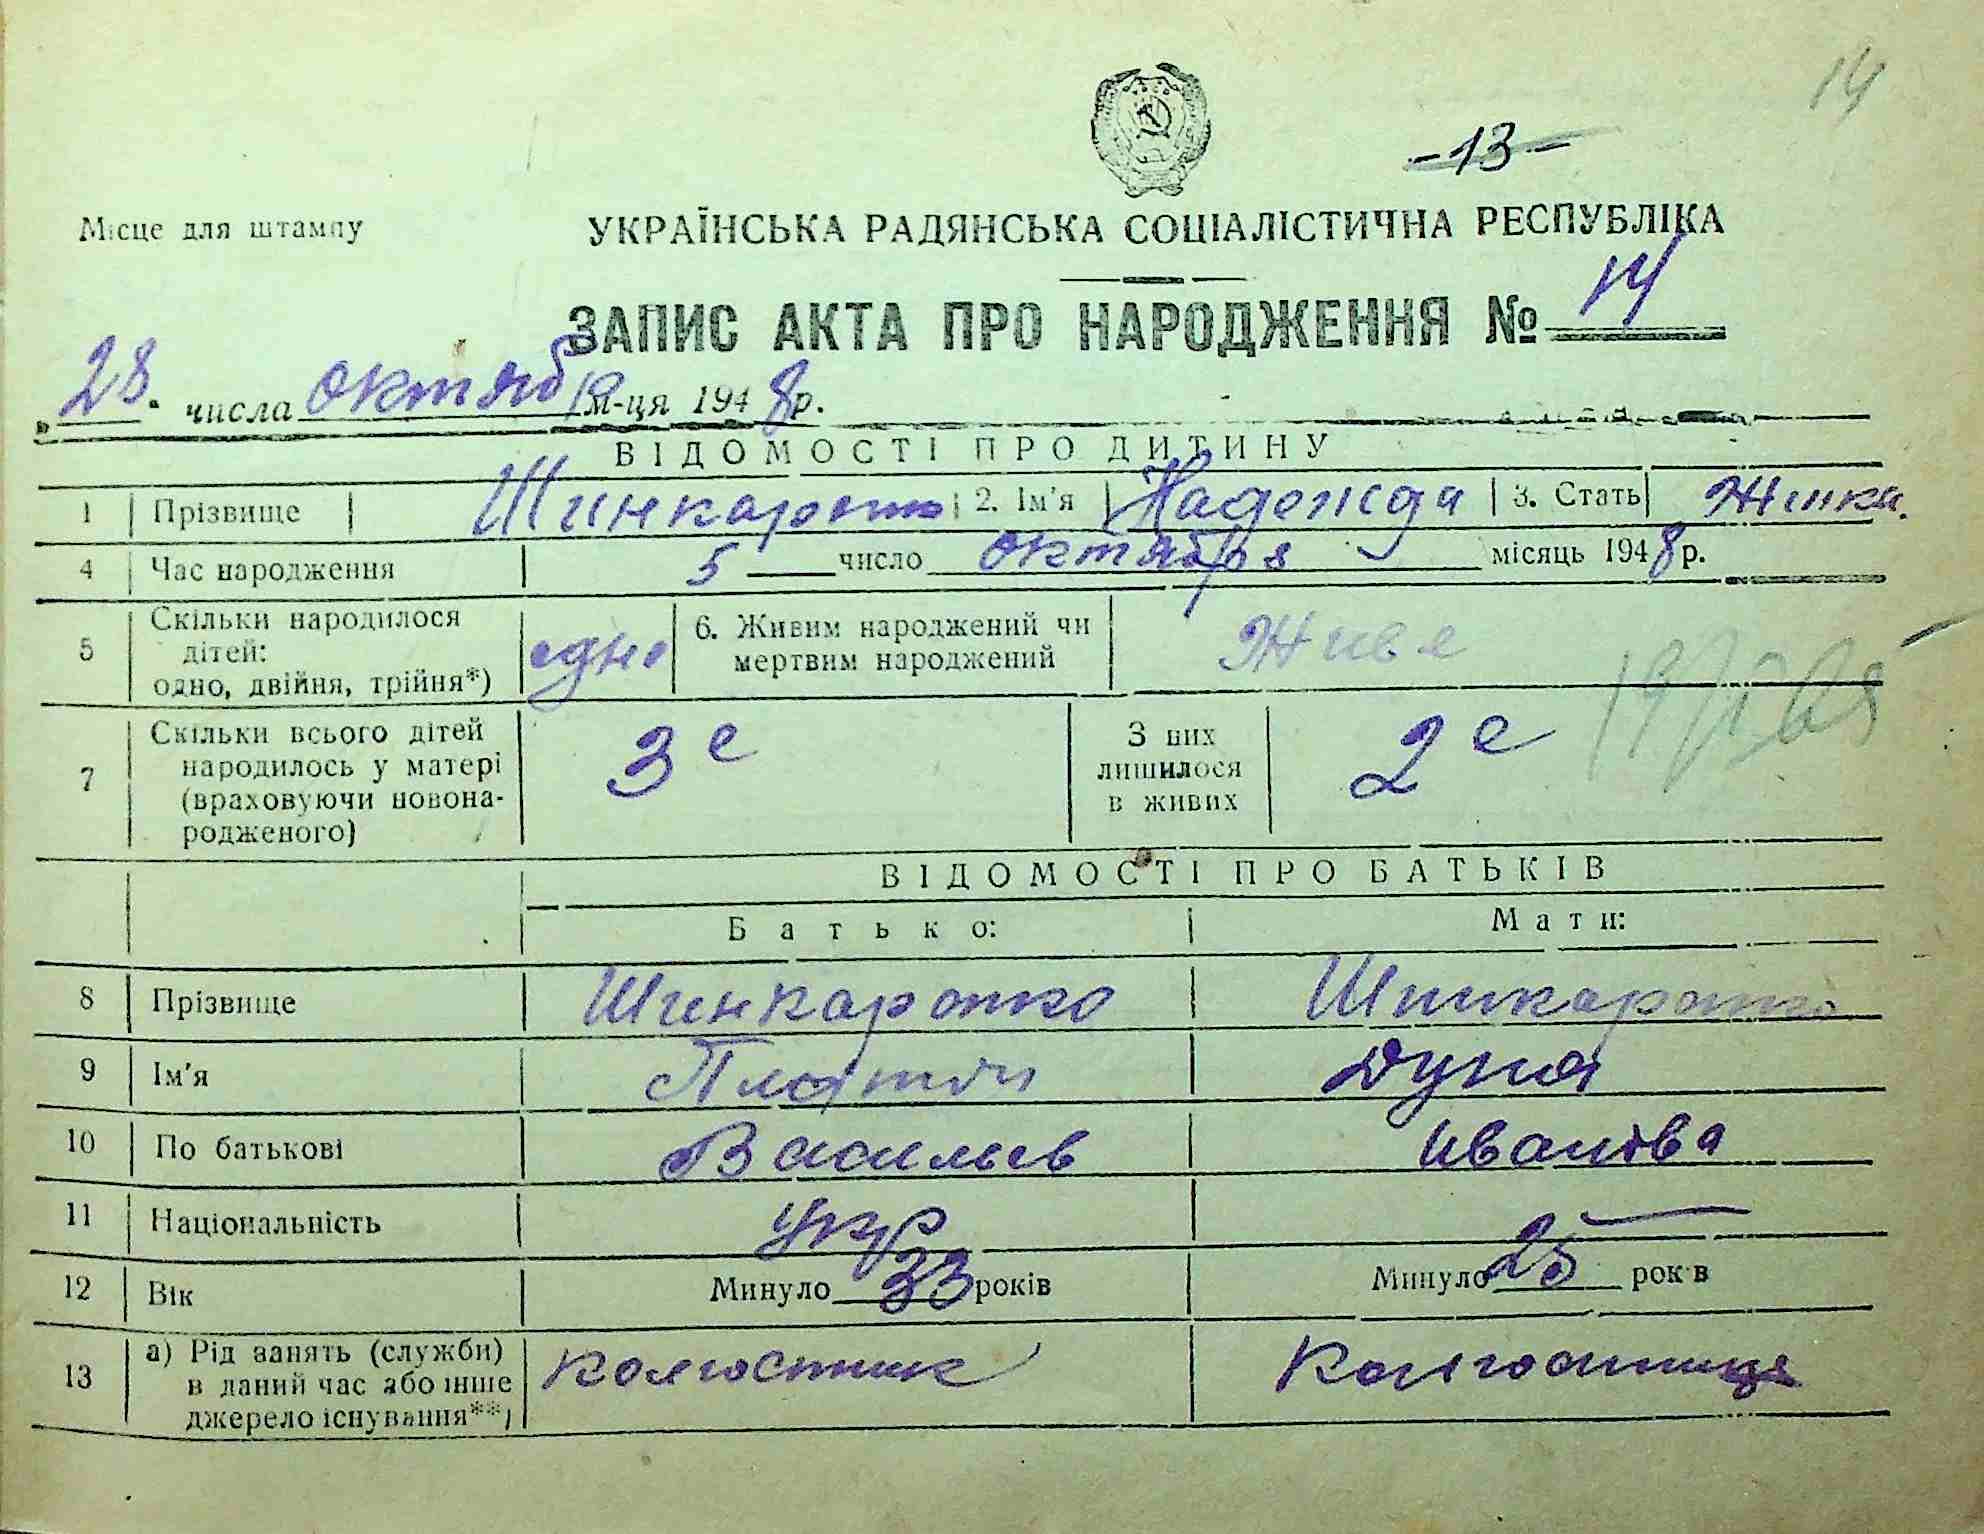 14
-13-
Місце для штампу
УКРАЇНСЬКА РАДЯНСЬКА СОЦІАЛІСТИЧНА РЕСПУБЛІКА
ЗАПИС АКТА ПРО НАРОДЖЕННЯ № 14
"28" числа октября м-ця 1948 р.
ВІДОМОСТІ ПРО ДИТИНУ
1 Прізвище Шинкаренко 2. Ім'я Надежда 3. Стать Жінка.
4 Час народження 5 число октября місяць 1948 р.
5 Скільки народилося дітей: одно, двійня, трійня*) одно 6. Живим народжений чи мертвим народжений Живе
7 Скільки всього дітей народилось у матері (враховуючи новонародженого) 3е З них лишилося в живих 2е
ВІДОМОСТІ ПРО БАТЬКІВ
Батько: Мати:
8 Прізвище Шинкаренко Шинкаренко
9 Ім'я Платон Дуня
10 По батькові Васильев Иванова
11 Національність укр —
12 Вік Минуло 33 років Минуло 25 років
13 а) Рід занять (служби) в даний час або інше джерело існування**) Колгостник Колгостница